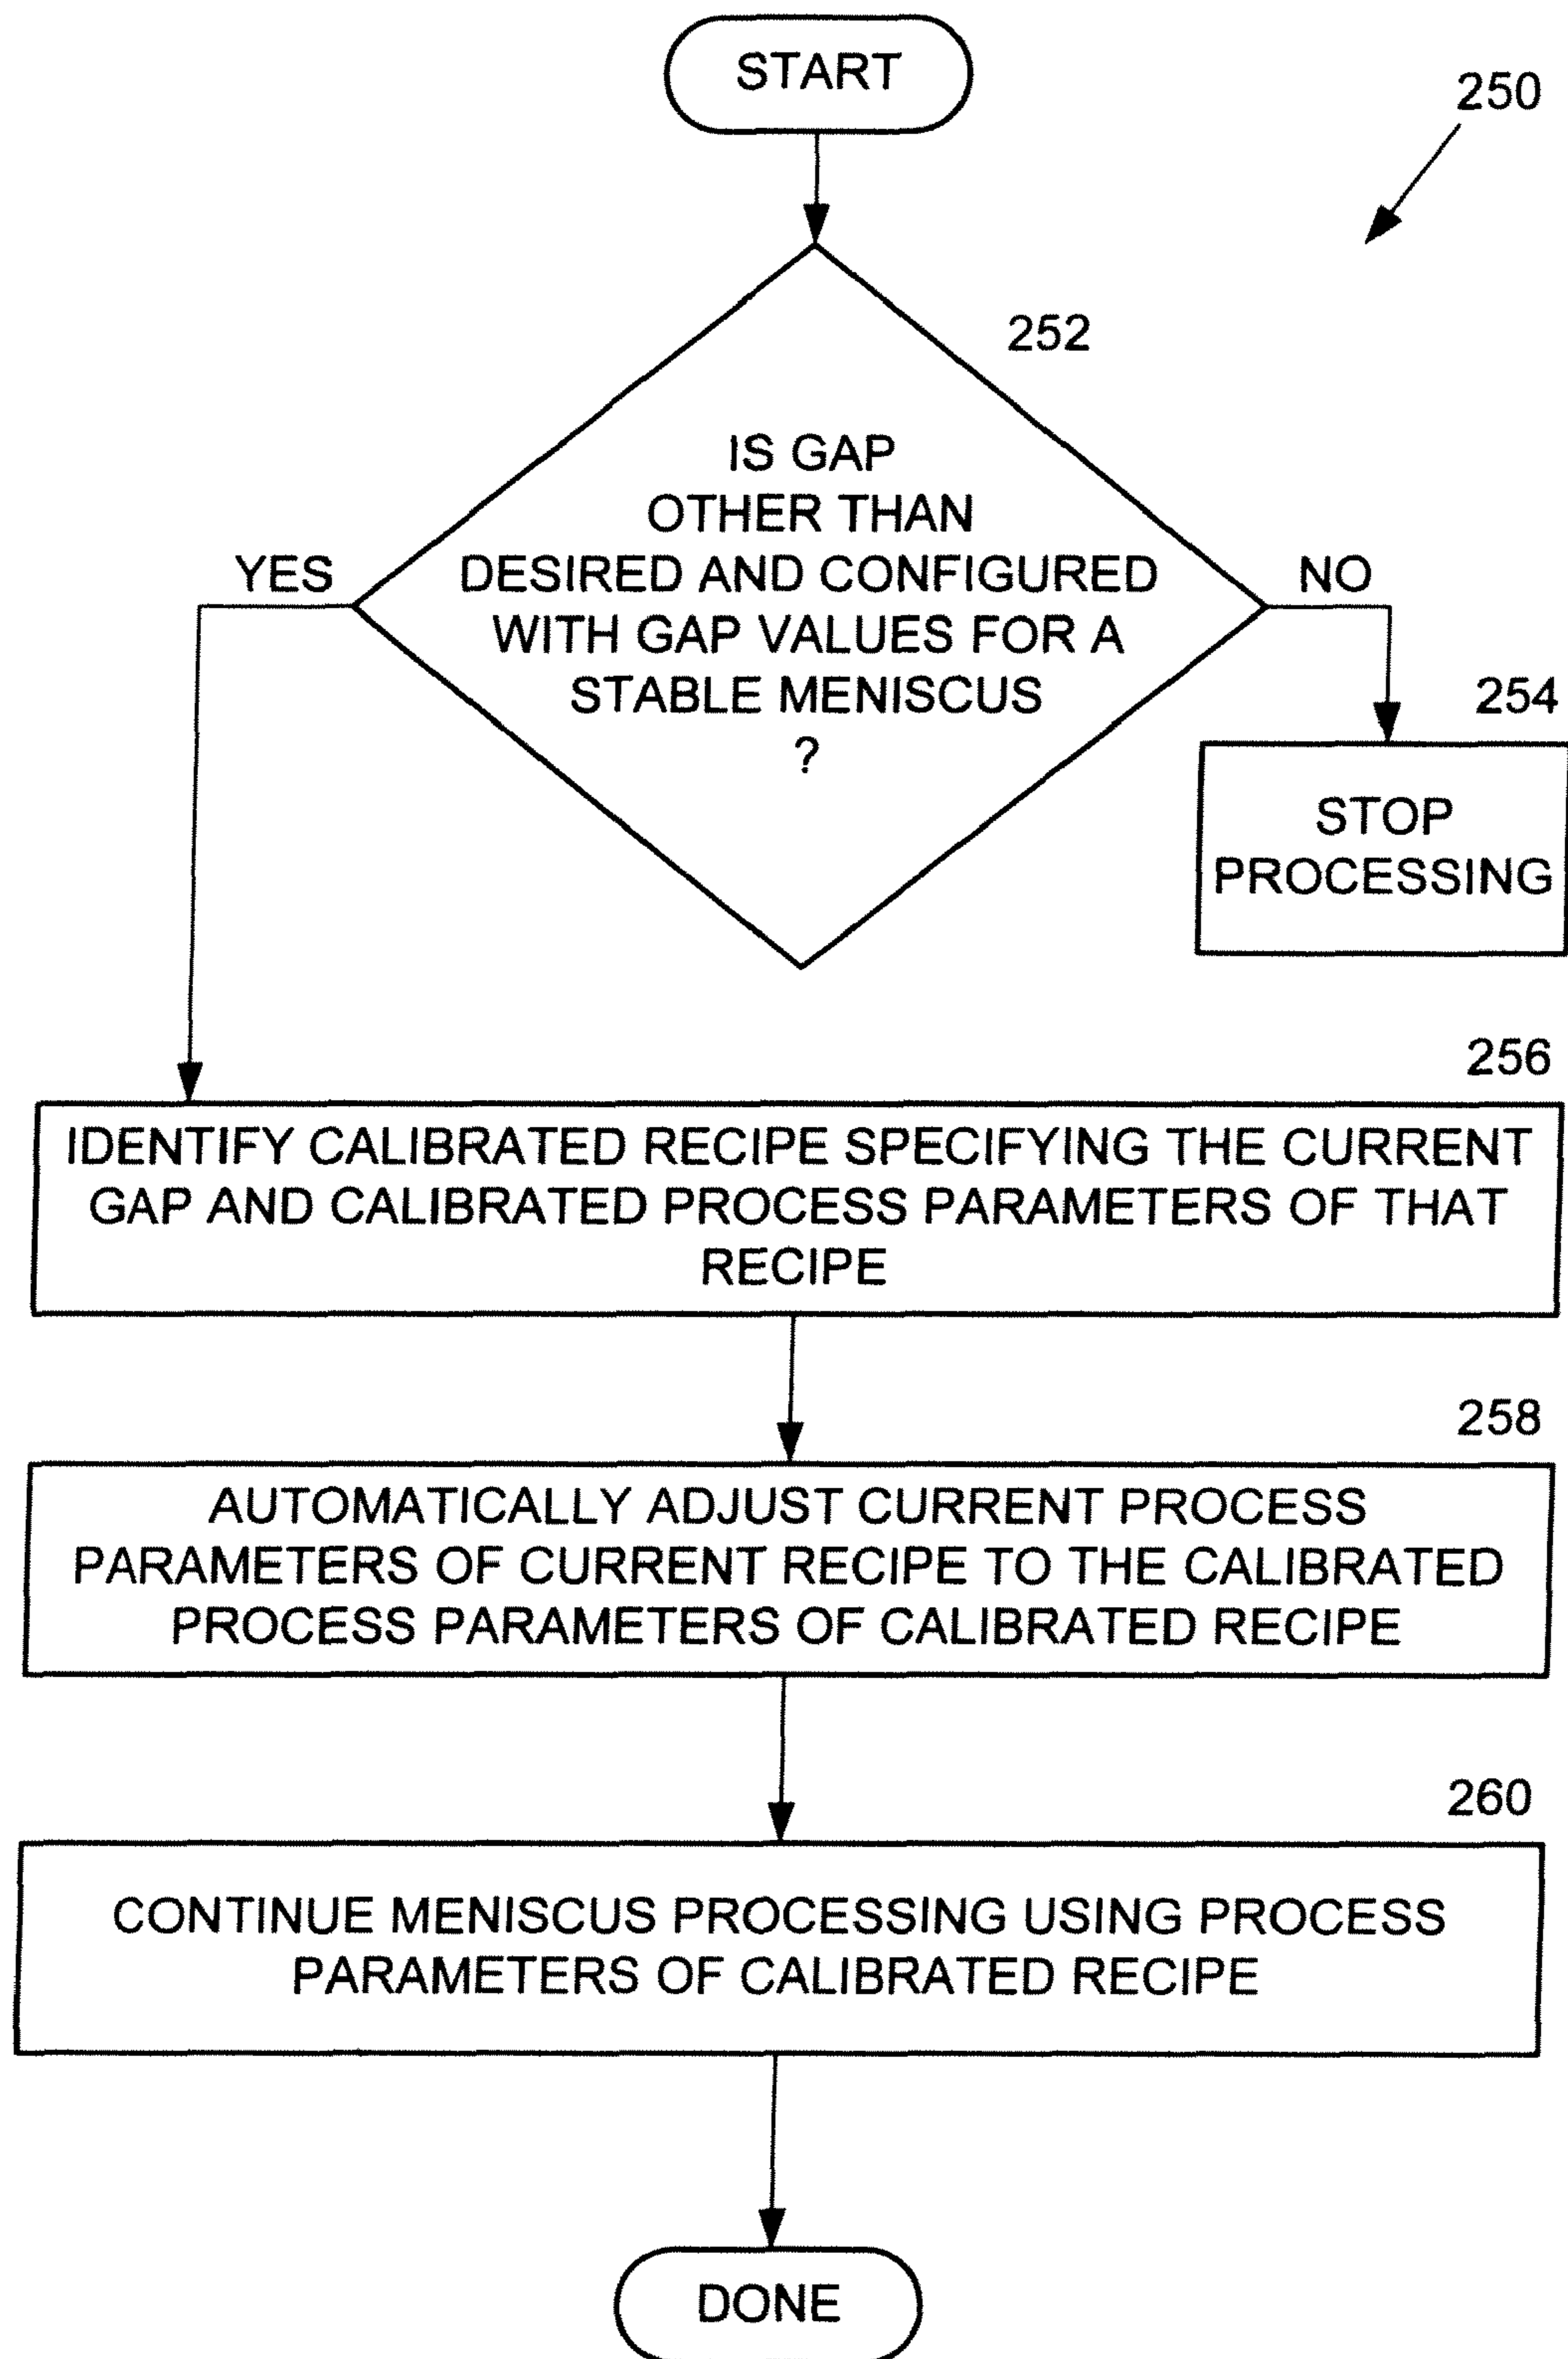 START
250
252
IS GAP
OTHER THAN
DESIRED AND CONFIGURED
WITH GAP VALUES FOR A
STABLE MENISCUS
?
YES
NO
254
STOP
PROCESSING
256
IDENTIFY CALIBRATED RECIPE SPECIFYING THE CURRENT
GAP AND CALIBRATED PROCESS PARAMETERS OF THAT
RECIPE
258
AUTOMATICALLY ADJUST CURRENT PROCESS
PARAMETERS OF CURRENT RECIPE TO THE CALIBRATED
PROCESS PARAMETERS OF CALIBRATED RECIPE
260
CONTINUE MENISCUS PROCESSING USING PROCESS
PARAMETERS OF CALIBRATED RECIPE
DONE